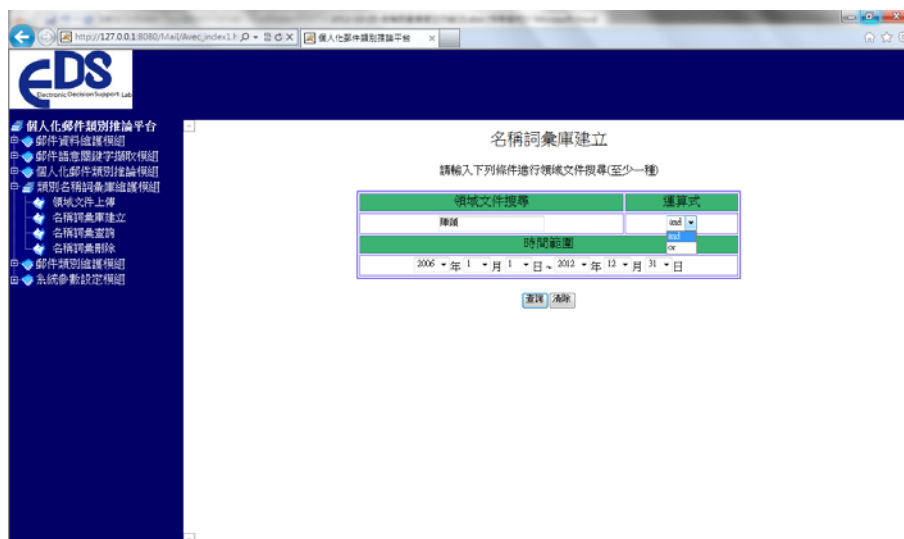 http://127.0.0.1:8080/Mail/Avec_index1.h
個人化郵件類別推論平台
EDS
Electronic Decision Support Lab
個人化郵件類別推論平台
郵件資料維護模組
郵件語意關鍵字擷取模組
個人化郵件類別推論模組
類別名稱詞彙庫維護模組
領域文件上傳
名稱詞彙庫建立
名稱詞彙查詢
名稱詞彙刪除
郵件類別維護模組
系統參數設定模組
名稱詞彙庫建立
請輸入下列條件進行領域文件搜尋(至少一種)
領域文件搜尋 運算式
and
and
or
時間範圍
2006 年 1 月 1 日 ~ 2012 年 12 月 31 日
查詢 清除